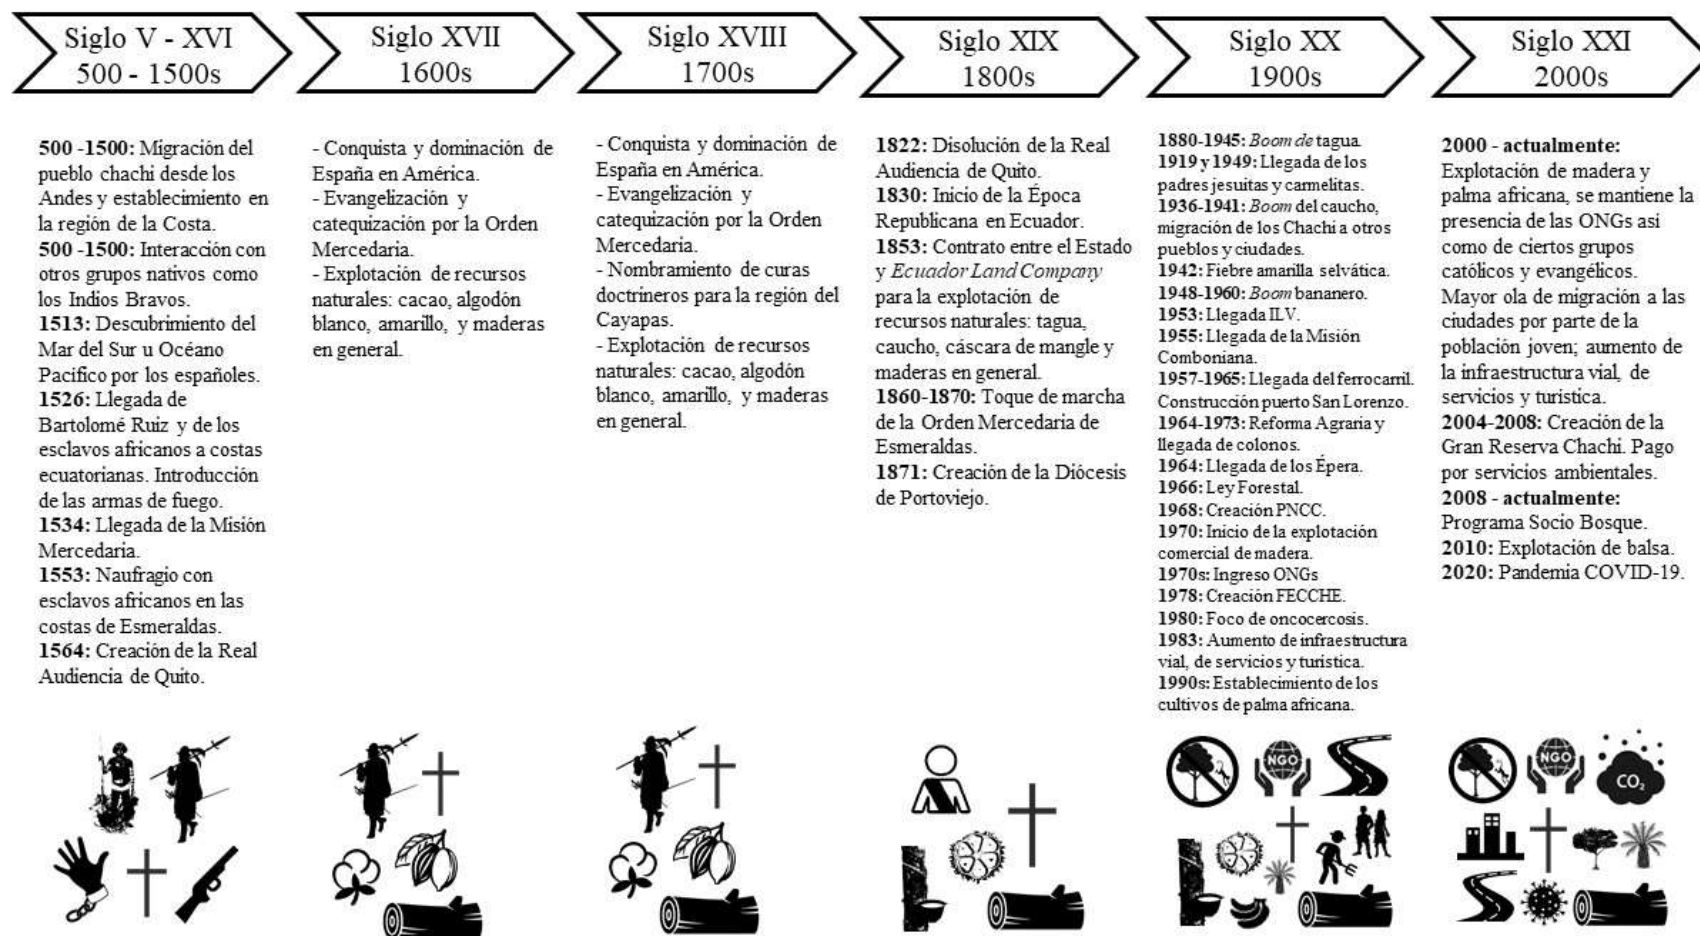 Siglo V - XVI
500 - 1500s
500 -1500: Migración del
pueblo chachi desde los
Andes y establecimiento en
la región de la Costa.
500 -1500: Interacción con
otros grupos nativos como
los Indios Bravos.
1513: Descubrimiento del
Mar del Sur u Océano
Pacifico por los españoles.
1526: Llegada de
Bartolomé Ruiz y de los
esclavos africanos a costas
ecuatorianas. Introducción
de las armas de fuego.
1534: Llegada de la Misión
Mercedaria.
1553: Naufragio con
esclavos africanos en las
costas de Esmeraldas.
1564: Creación de la Real
Audiencia de Quito.
Siglo XVII
1600s
- Conquista y dominación de
España en América.
- Evangelización y
catequización por la Orden
Mercedaria.
- Explotación de recursos
naturales: cacao, algodón
blanco, amarillo, y maderas
en general.
Siglo XVIII
1700s
- Conquista y dominación de
España en América.
- Evangelización y
catequización por la Orden
Mercedaria.
- Nombramiento de curas
doctrineros para la región del
Cayapas.
- Explotación de recursos
naturales: cacao, algodón
blanco, amarillo, y maderas
en general.
Siglo XIX
1800s
1822: Disolución de la Real
Audiencia de Quito.
1830: Inicio de la Época
Republicana en Ecuador.
1853: Contrato entre el Estado
y Ecuador Land Company
para la explotación de
recursos naturales: tagua,
caucho, cáscara de mangle y
maderas en general.
1860-1870: Toque de marcha
de la Orden Mercedaria de
Esmeraldas.
1871: Creación de la Diócesis
de Portoviejo.
Siglo XX
1900s
1880-1945: Boom de tagua.
1919 y 1949: Llegada de los
padres jesuitas y carmelitas.
1936-1941: Boom del caucho,
migración de los Chachi a otros
pueblos y ciudades.
1942: Fiebre amarilla selvática.
1948-1960: Boom bananero.
1953: Llegada ILV.
1955: Llegada de la Misión
Comboniana.
1957-1965: Llegada del ferrocarril.
Construcción puerto San Lorenzo.
1964-1973: Reforma Agraria y
llegada de colonos.
1964: Llegada de los Épera.
1966: Ley Forestal.
1968: Creación PNCC.
1970: Inicio de la explotación
comercial de madera.
1970s: Ingreso ONGs
1978: Creación FECCHE.
1980: Foco de oncocercosis.
1983: Aumento de infraestructura
vial, de servicios y turística.
1990s: Establecimiento de los
cultivos de palma africana.
NGO
Siglo XXI
2000s
2000 - actualmente:
Explotación de madera y
palma africana, se mantiene la
presencia de las ONGs así
como de ciertos grupos
católicos y evangélicos.
Mayor ola de migración a las
ciudades por parte de la
población joven; aumento de
la infraestructura vial, de
servicios y turística.
2004-2008: Creación de la
Gran Reserva Chachi. Pago
por servicios ambientales.
2008 - actualmente:
Programa Socio Bosque.
2010: Explotación de balsa.
2020: Pandemia COVID-19.
NGO
CO₂